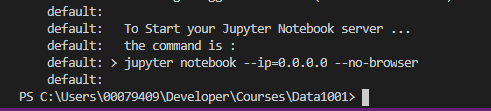 default:
default: To Start your Jupyter Notebook server ...
default: the command is :
default: > jupyter notebook --ip=0.0.0.0 --no-browser
default:
PS C:\Users\00079409\Developer\Courses\Data1001>